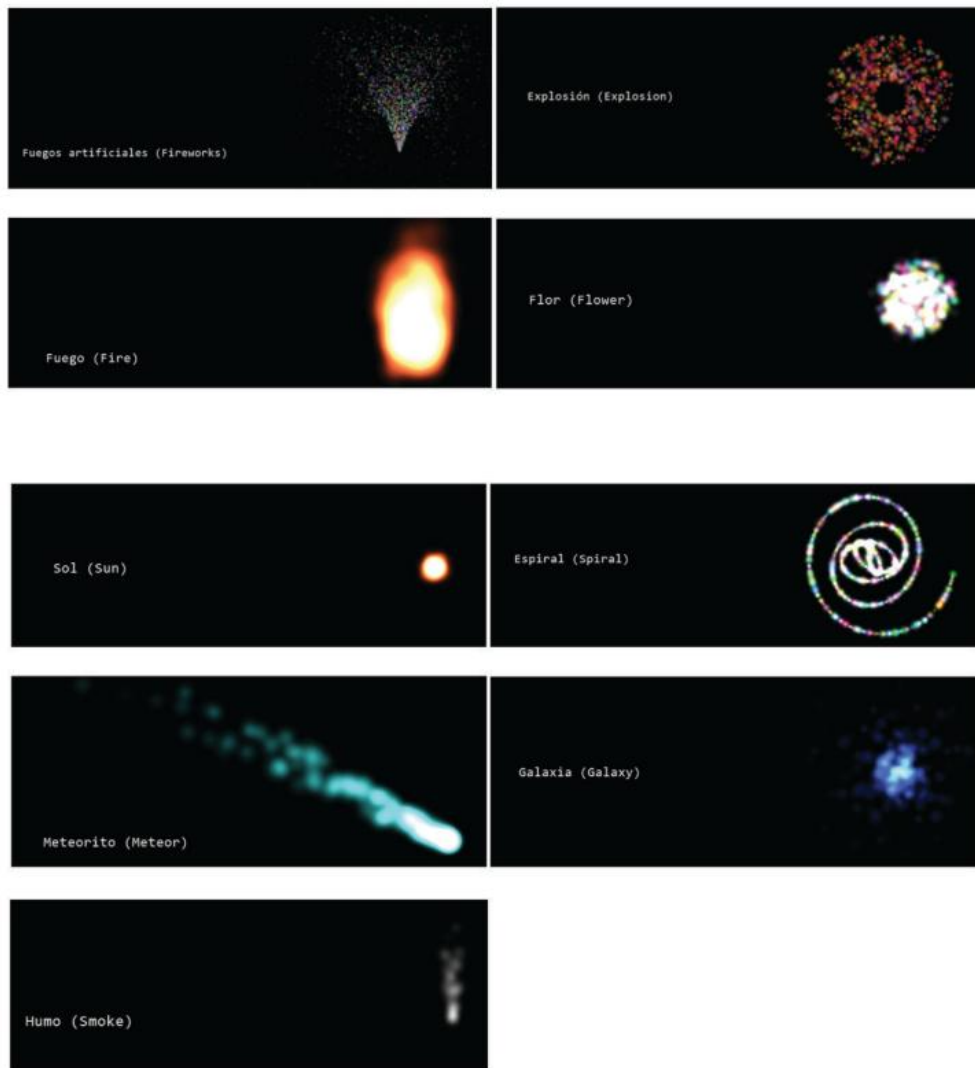 Fuegos artificiales (Fireworks)
Explosión (Explosion)
Fuego (Fire)
Flor (Flower)
Sol (Sun)
Espiral (Spiral)
Meteorito (Meteor)
Galaxia (Galaxy)
Humo (Smoke)